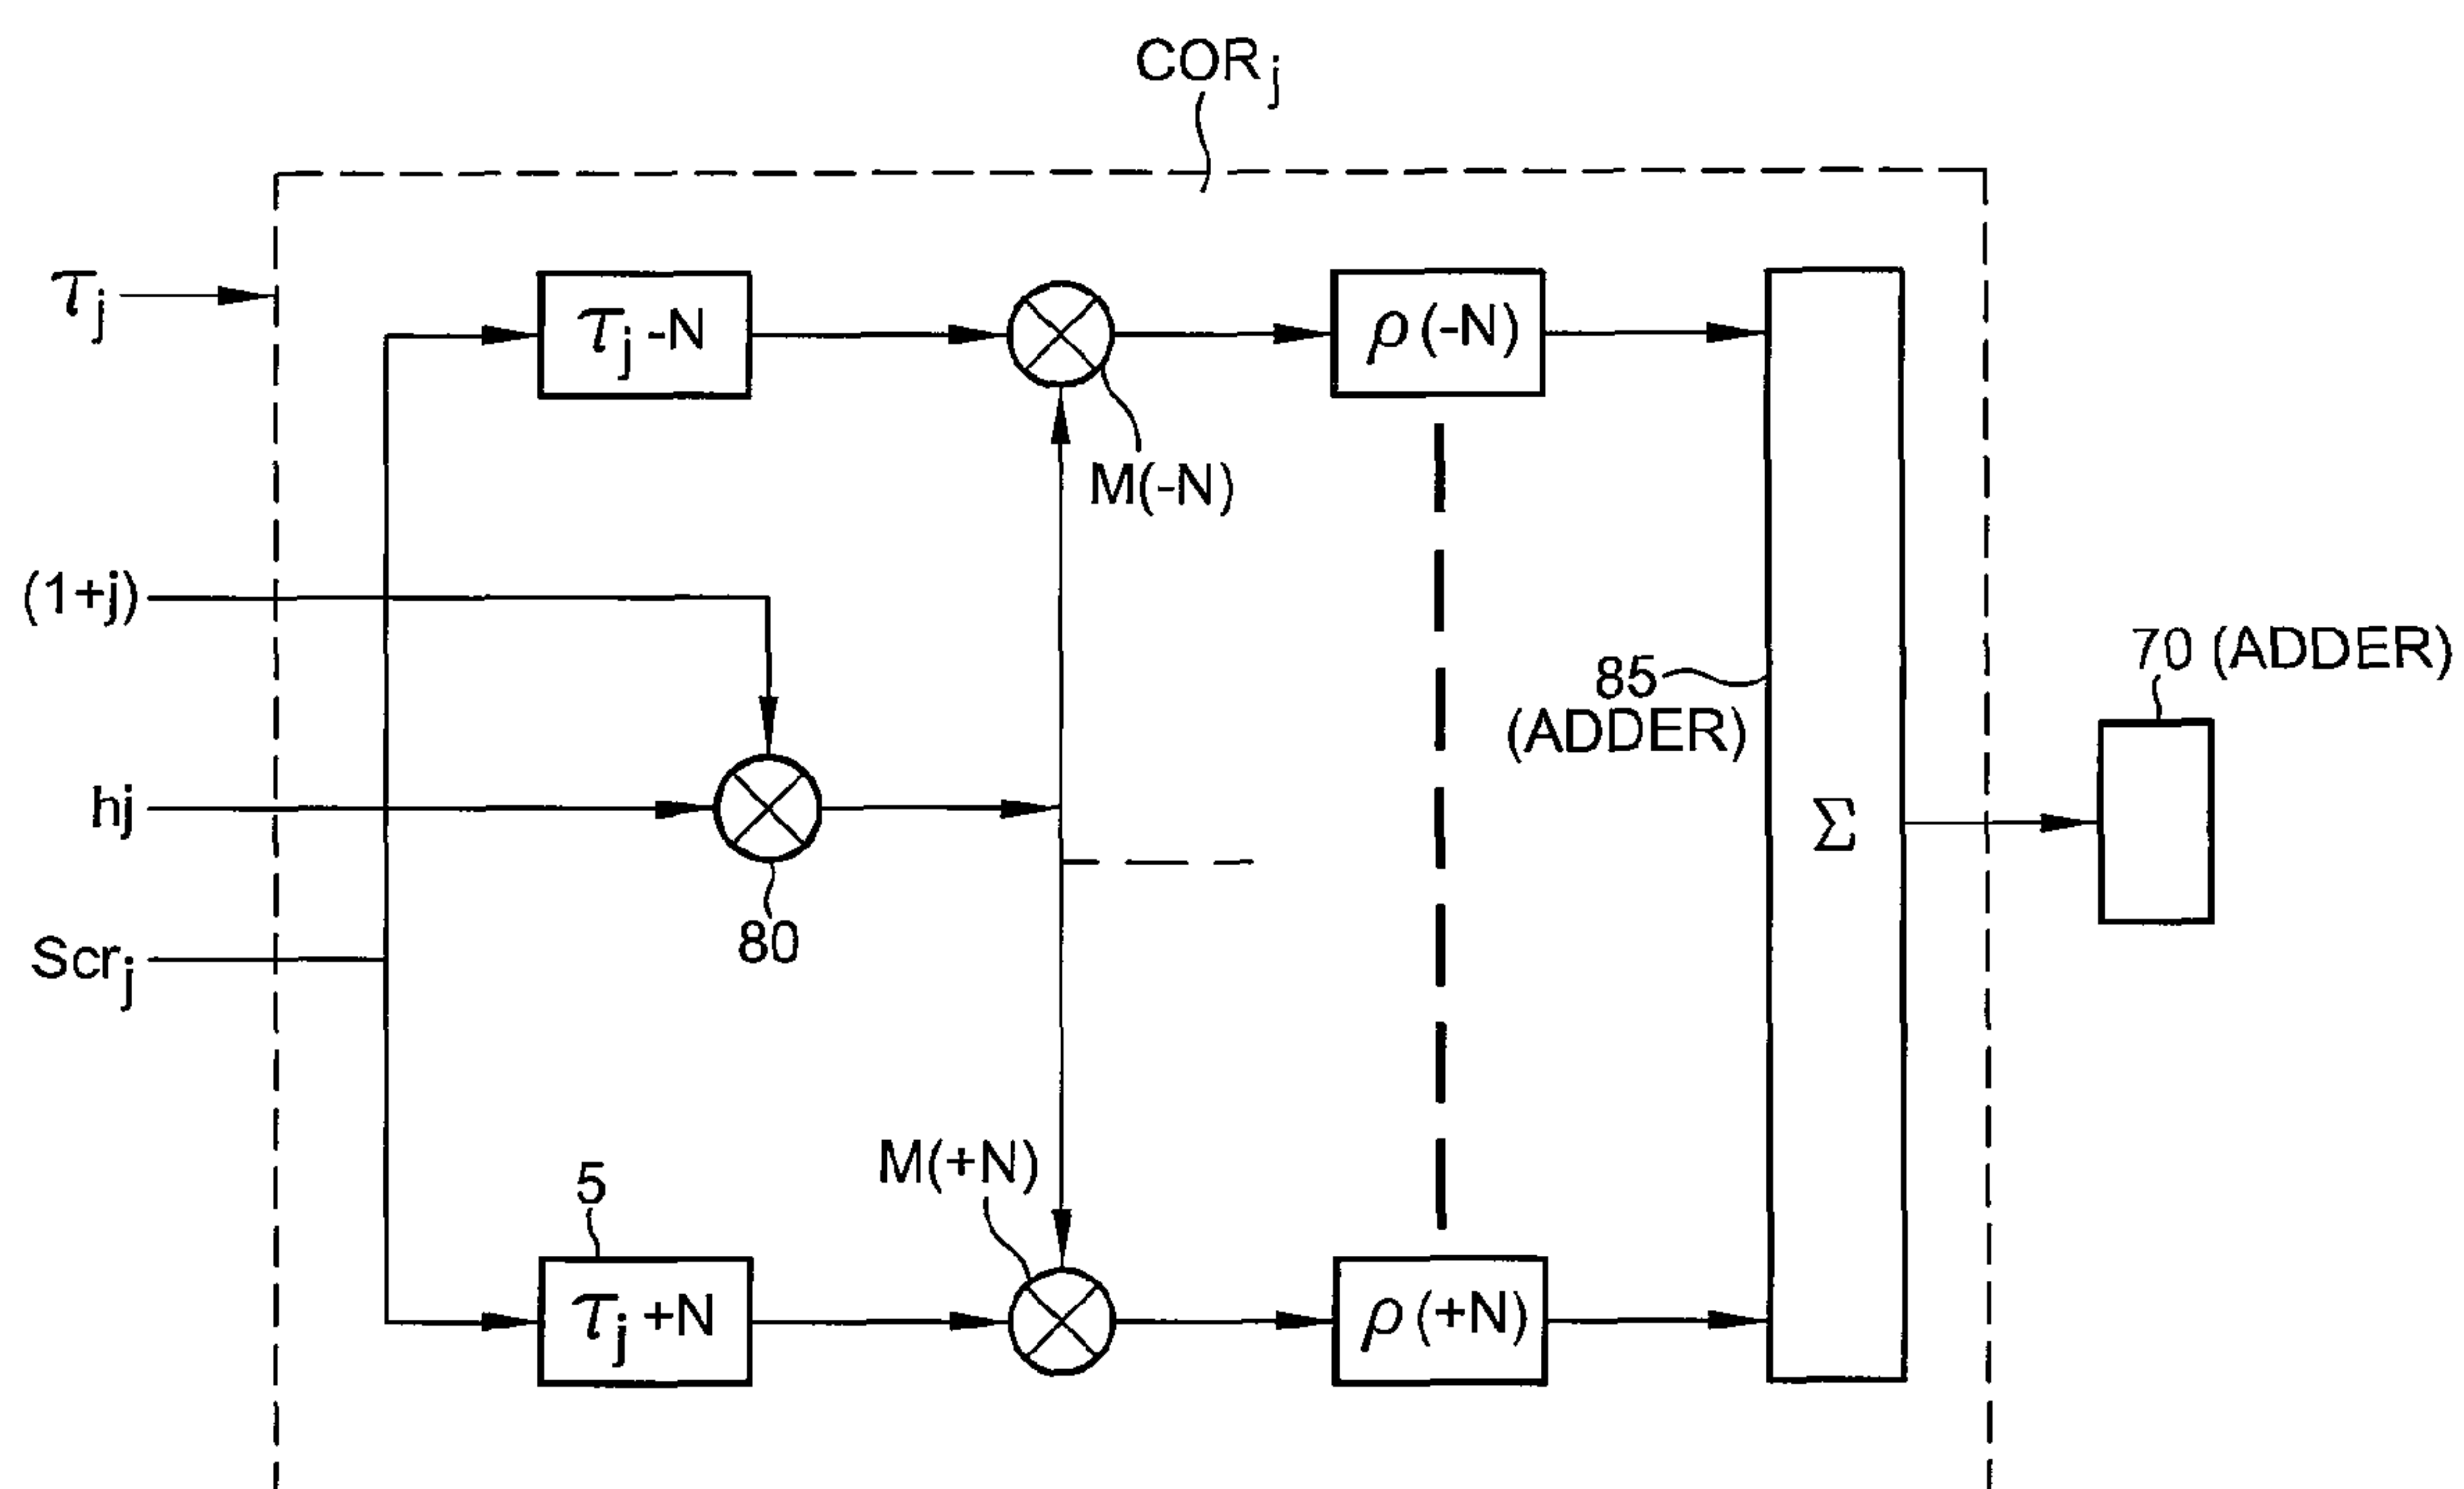 CORj
τj
τj -N
ρ (-N)
M(-N)
(1+j)
70 (ADDER)
85
(ADDER)
hj
Σ
80
Scrj
M(+N)
5
τj +N
ρ (+N)